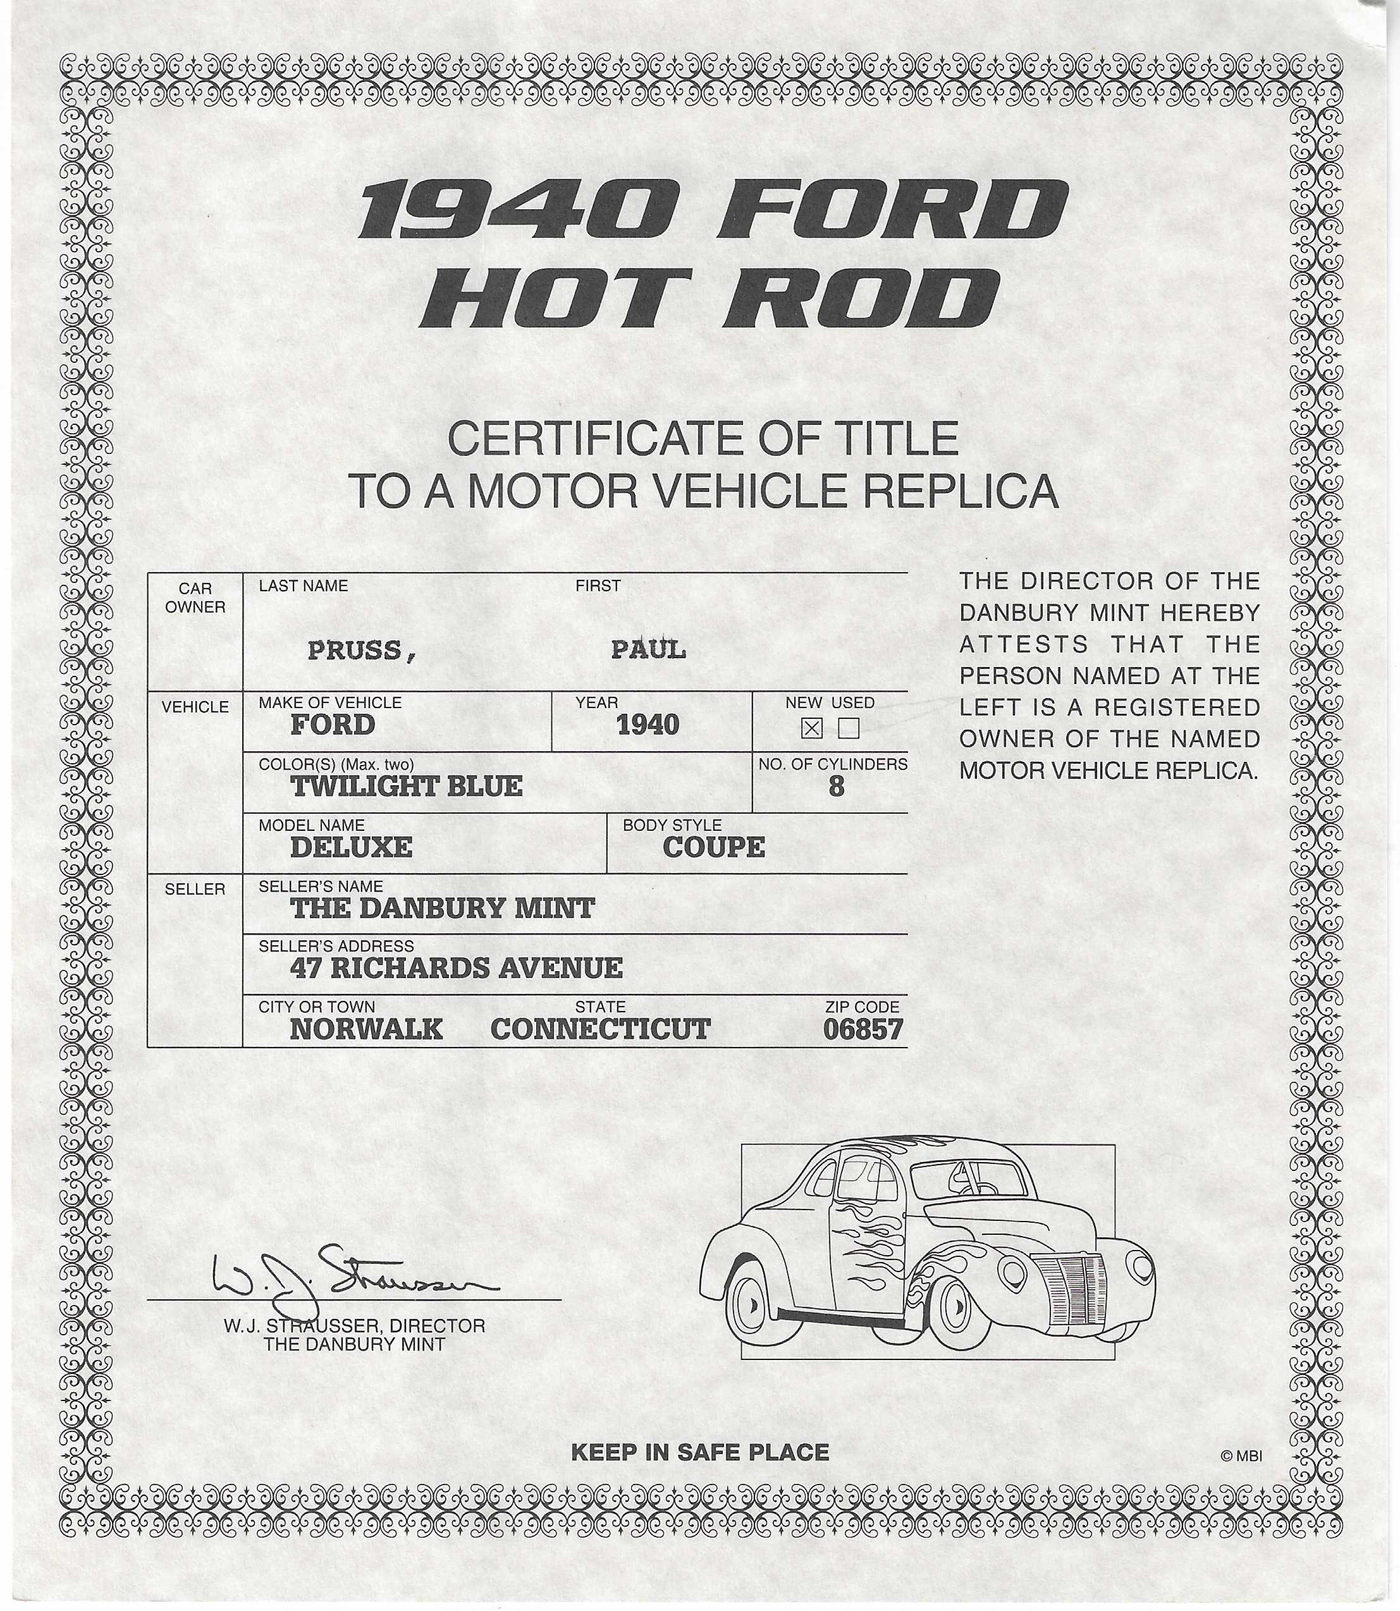 1940 FORD
HOT ROD
CERTIFICATE OF TITLE
TO A MOTOR VEHICLE REPLICA
CAR
OWNER
LAST NAME FIRST
PRUSS, PAUL
VEHICLE
MAKE OF VEHICLE YEAR NEW USED
FORD 1940 ☒ ☐
COLOR(S) (Max. two) NO. OF CYLINDERS
TWILIGHT BLUE 8
MODEL NAME BODY STYLE
DELUXE COUPE
SELLER
SELLER'S NAME
THE DANBURY MINT
SELLER'S ADDRESS
47 RICHARDS AVENUE
CITY OR TOWN STATE ZIP CODE
NORWALK CONNECTICUT 06857
THE DIRECTOR OF THE
DANBURY MINT HEREBY
ATTESTS THAT THE
PERSON NAMED AT THE
LEFT IS A REGISTERED
OWNER OF THE NAMED
MOTOR VEHICLE REPLICA.
W. J. Strausser
W.J. STRAUSSER, DIRECTOR
THE DANBURY MINT
KEEP IN SAFE PLACE
© MBI